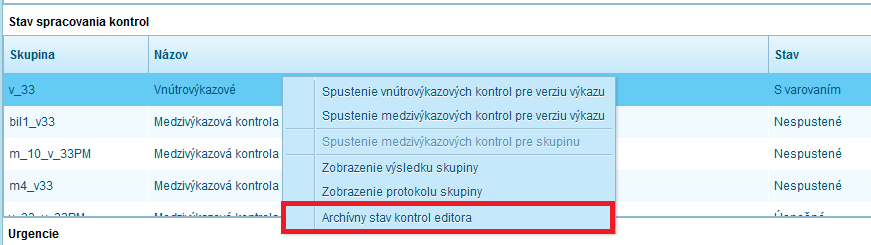 Stav spracovania kontrol
Skupina Názov Stav
v_33 Vnútrovýkazové S varovaním
Spustenie vnútrovýkazových kontrol pre verziu výkazu
Spustenie medzivýkazových kontrol pre verziu výkazu
Spustenie medzivýkazových kontrol pre skupinu
Zobrazenie výsledku skupiny
Zobrazenie protokolu skupiny
Archívny stav kontrol editora
bil1_v33 Medzivýkazová kontrola Nespustené
m_10_v_33PM Medzivýkazová kontrola Nespustené
m4_v33 Medzivýkazová kontrola Nespustené
Medzivýkazová kontrola
Urgencie